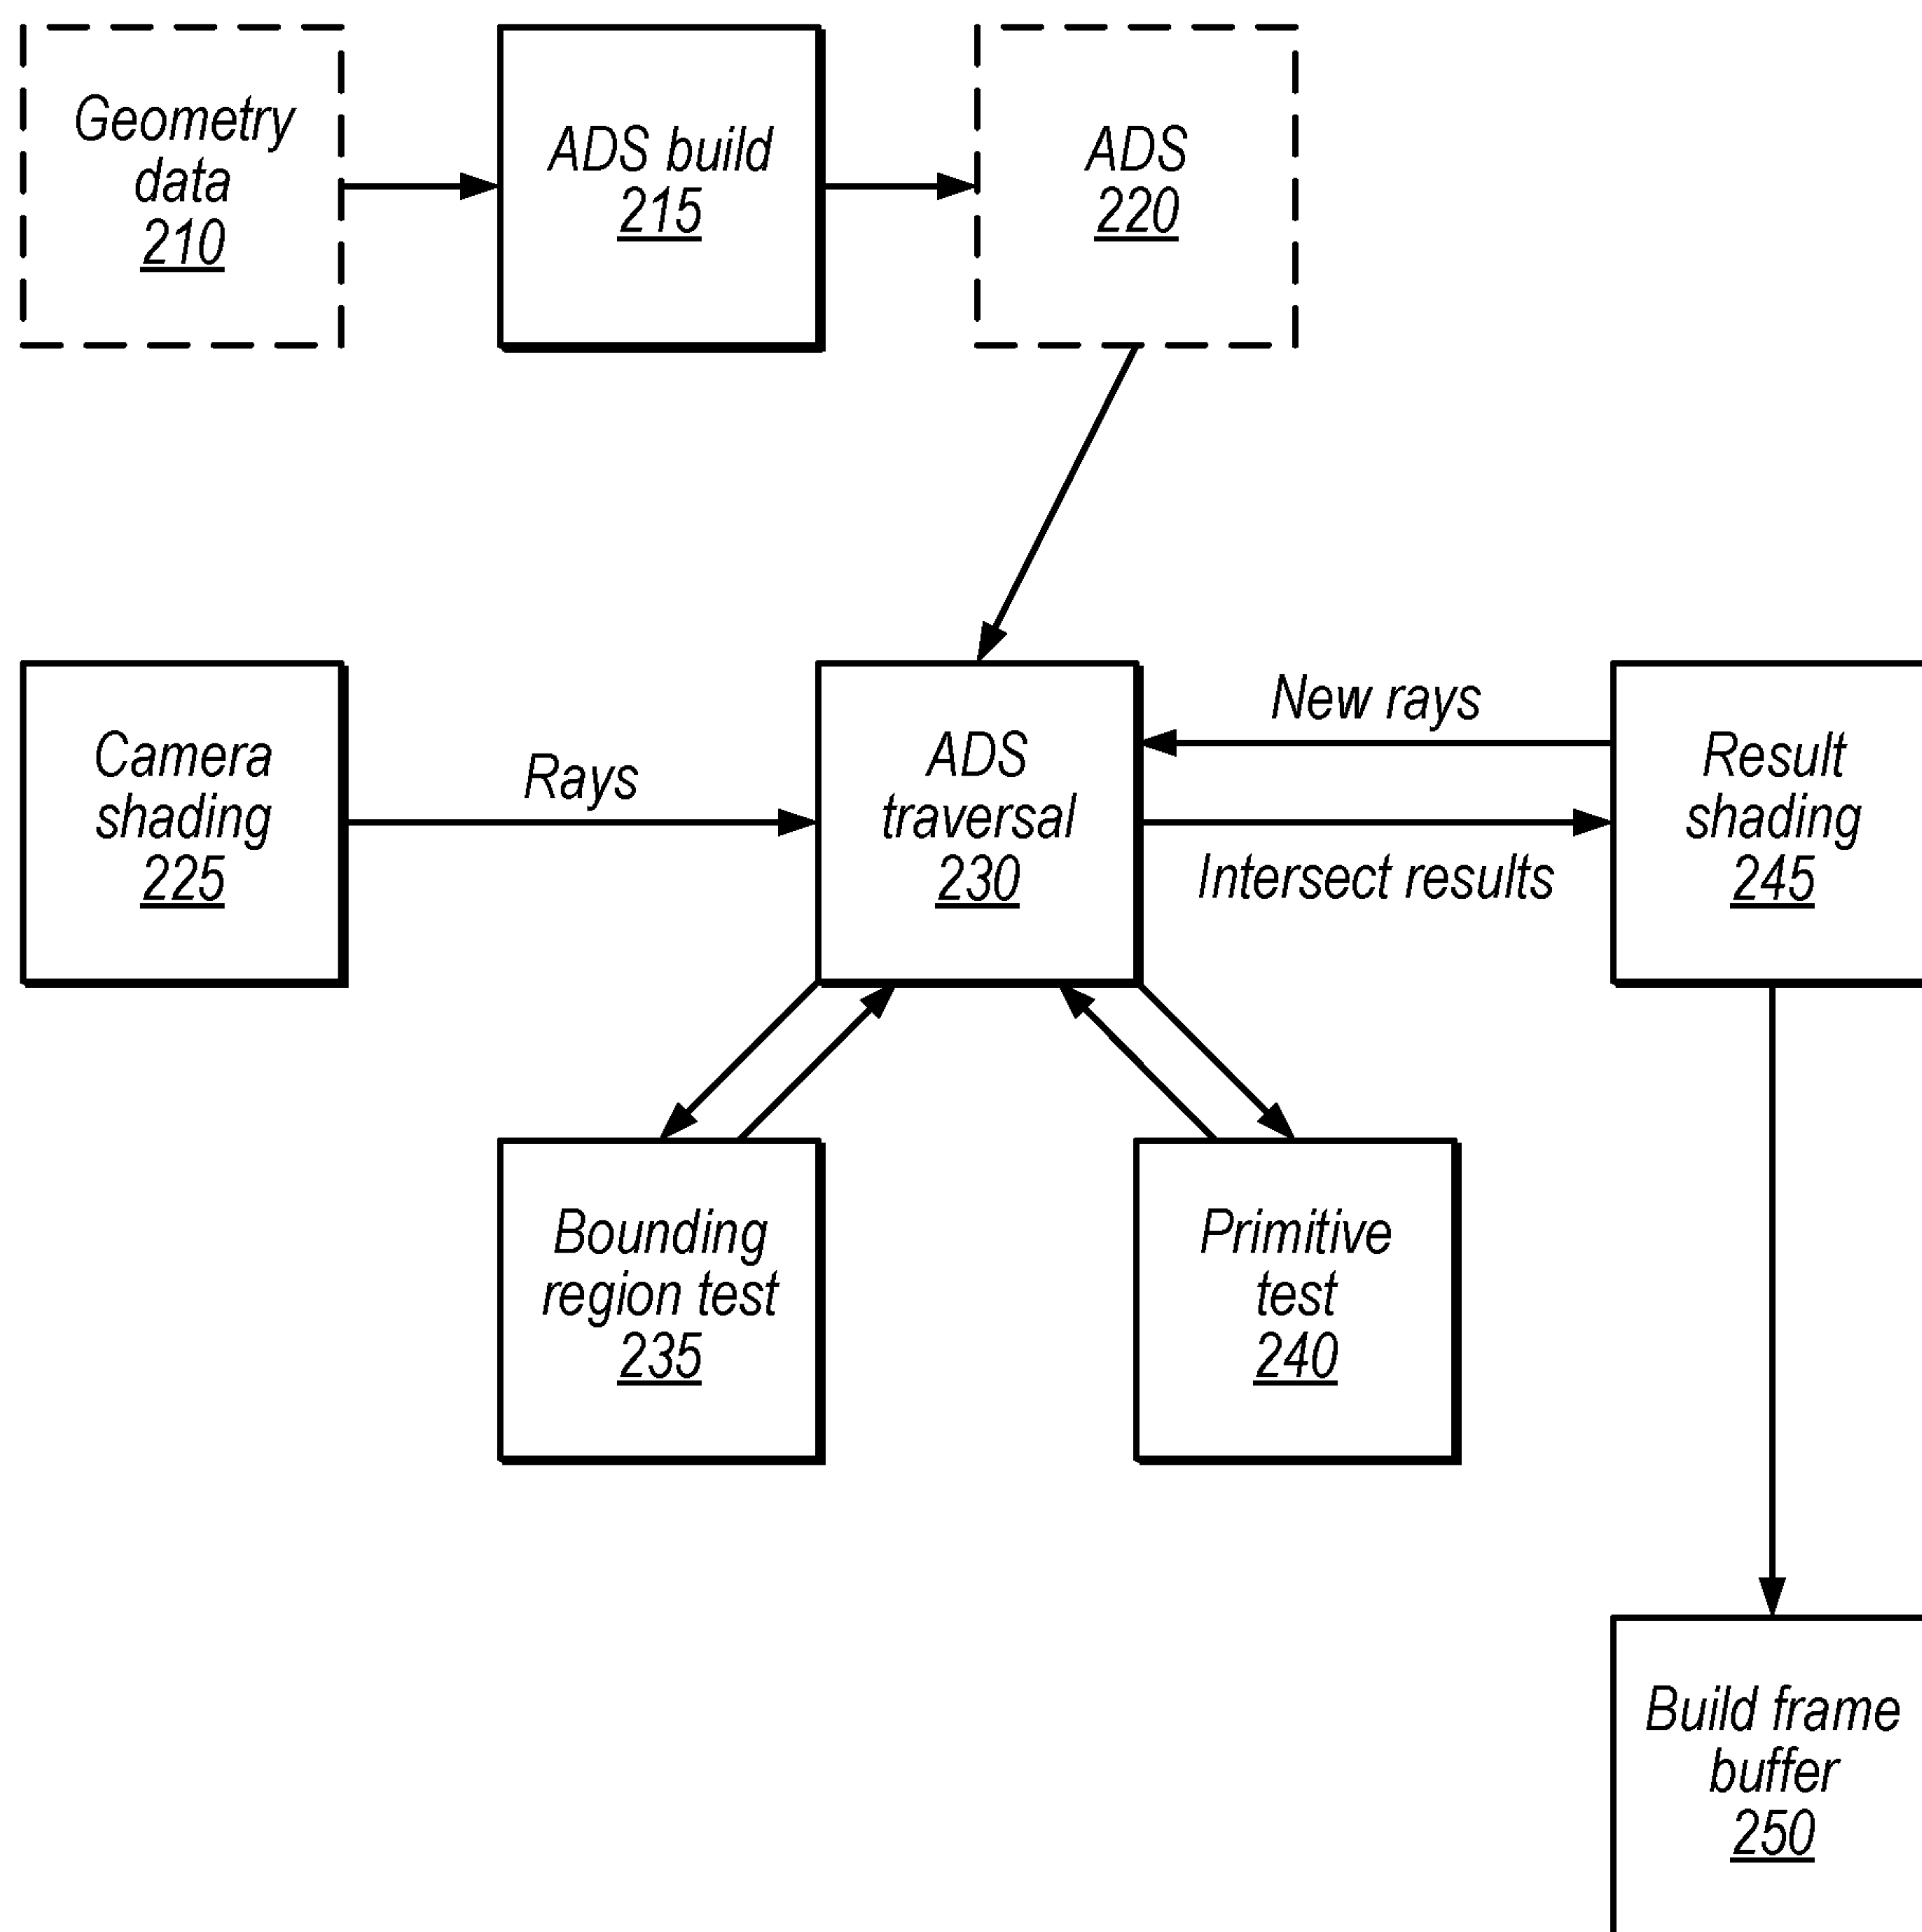 Geometry
data
210
ADS build
215
ADS
220
Camera
shading
225
Rays
ADS
traversal
230
New rays
Intersect results
Result
shading
245
Bounding
region test
235
Primitive
test
240
Build frame
buffer
250